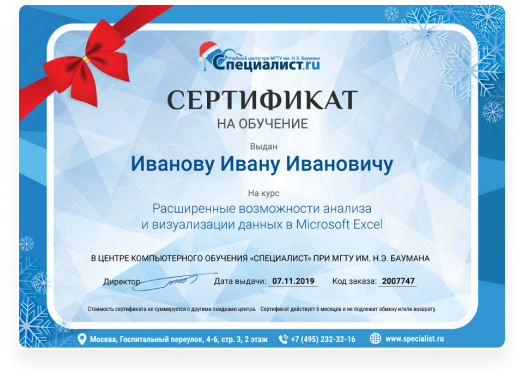 Учебный центр при МГТУ им. Н.Э. Баумана
Специалист.ru
СЕРТИФИКАТ
НА ОБУЧЕНИЕ
Выдан
Иванову Ивану Ивановичу
На курс
Расширенные возможности анализа
и визуализации данных в Microsoft Excel
В ЦЕНТРЕ КОМПЬЮТЕРНОГО ОБУЧЕНИЯ «СПЕЦИАЛИСТ» ПРИ МГТУ ИМ. Н.Э. БАУМАНА
Директор Дата выдачи: 07.11.2019 Код заказа: 2007747
Стоимость сертификата не суммируется с другими скидками центра. Сертификат действует 6 месяцев и не подлежит обмену и/или возврату.
Москва, Госпитальный переулок, 4-6, стр. 3, 2 этаж +7 (495) 232-32-16 www.specialist.ru